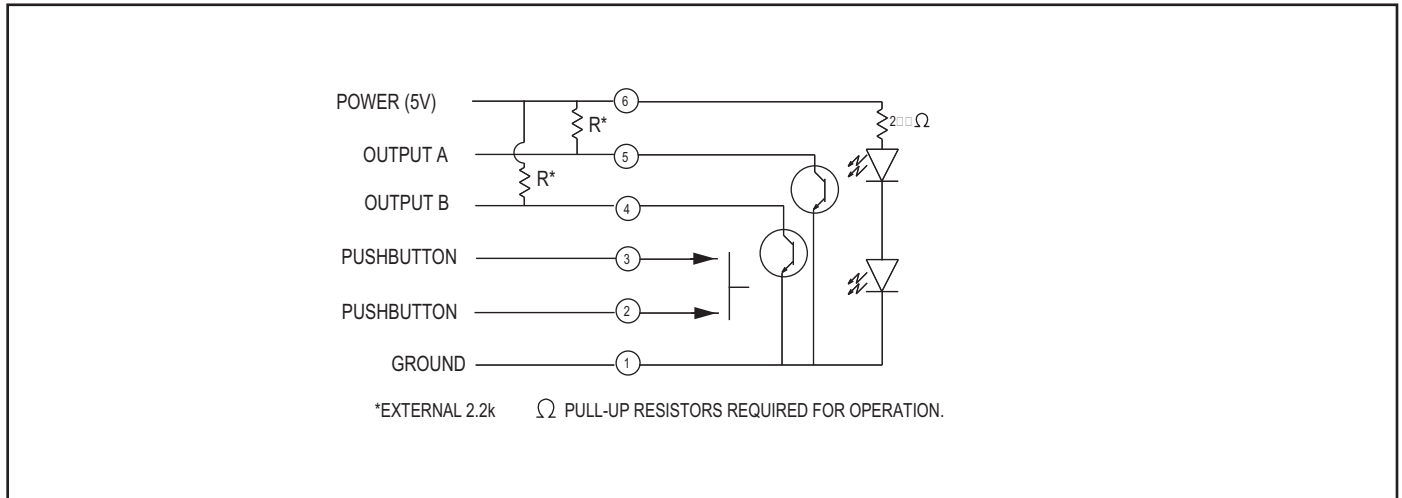 POWER (5V)
6
R*
Ω
OUTPUT A
5
R*
OUTPUT B
4
PUSHBUTTON
3
PUSHBUTTON
2
GROUND
1
*EXTERNAL 2.2k Ω PULL-UP RESISTORS REQUIRED FOR OPERATION.